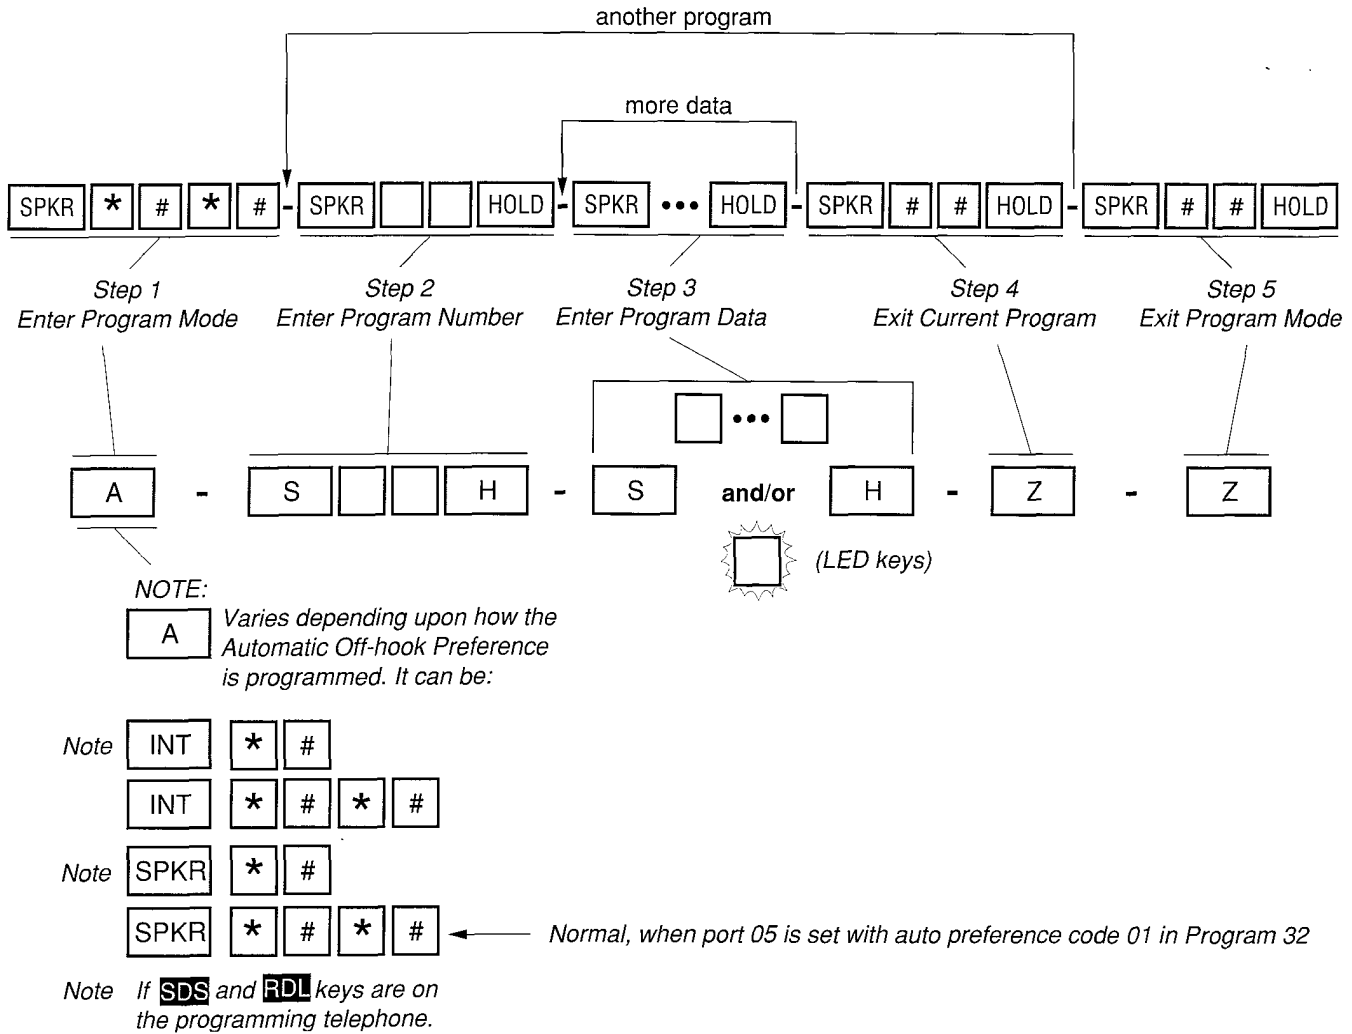 another program
more data
SPKR * # * # - SPKR HOLD - SPKR ••• HOLD - SPKR # # HOLD - SPKR # # HOLD
Step 1
Enter Program Mode
Step 2
Enter Program Number
Step 3
Enter Program Data
Step 4
Exit Current Program
Step 5
Exit Program Mode
•••
A - S H - S and/or H - Z - Z
(LED keys)
NOTE:
A Varies depending upon how the
Automatic Off-hook Preference
is programmed. It can be:
Note INT * #
INT * # * #
Note SPKR * #
SPKR * # * # Normal, when port 05 is set with auto preference code 01 in Program 32
Note If SDS and RDL keys are on
the programming telephone.